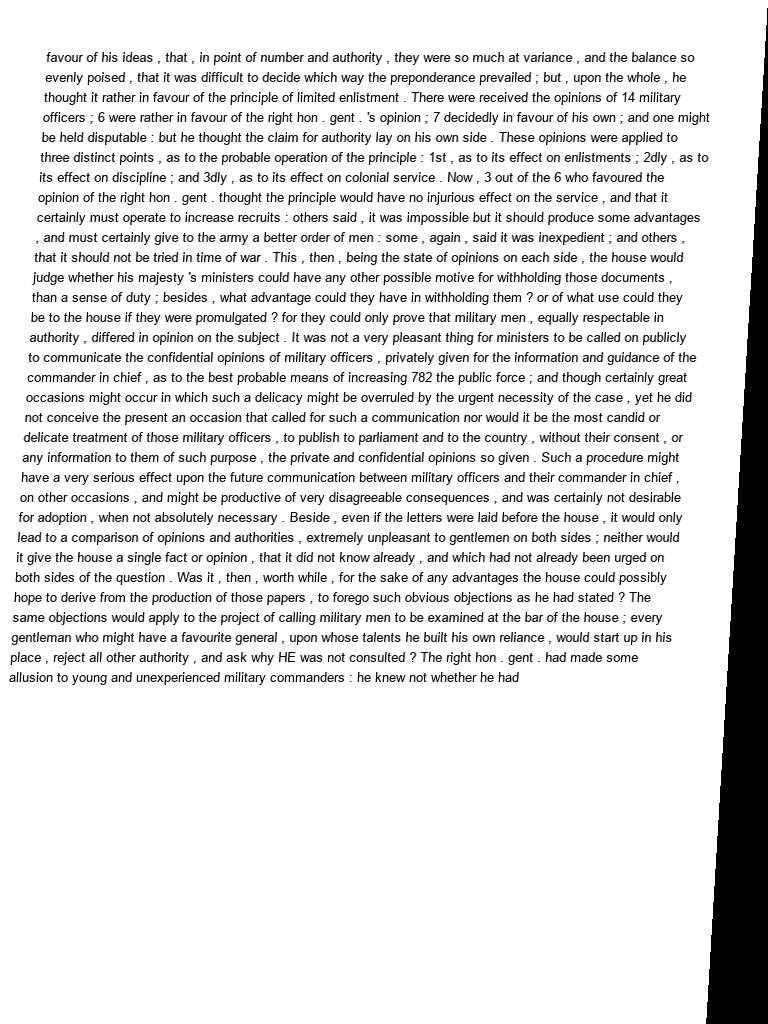 favour of his ideas , that , in point of number and authority , they were so much at variance , and the balance so
evenly poised , that it was difficult to decide which way the preponderance prevailed ; but , upon the whole , he
thought it rather in favour of the principle of limited enlistment . There were received the opinions of 14 military
officers ; 6 were rather in favour of the right hon . gent . 's opinion ; 7 decidedly in favour of his own ; and one might
be held disputable : but he thought the claim for authority lay on his own side . These opinions were applied to
three distinct points , as to the probable operation of the principle : 1st , as to its effect on enlistments ; 2dly , as to
its effect on discipline ; and 3dly , as to its effect on colonial service . Now , 3 out of the 6 who favoured the
opinion of the right hon . gent . thought the principle would have no injurious effect on the service , and that it
certainly must operate to increase recruits : others said , it was impossible but it should produce some advantages
, and must certainly give to the army a better order of men : some , again , said it was inexpedient ; and others ,
that it should not be tried in time of war . This , then , being the state of opinions on each side , the house would
judge whether his majesty 's ministers could have any other possible motive for withholding those documents ,
than a sense of duty ; besides , what advantage could they have in withholding them ? or of what use could they
be to the house if they were promulgated ? for they could only prove that military men , equally respectable in
authority , differed in opinion on the subject . It was not a very pleasant thing for ministers to be called on publicly
to communicate the confidential opinions of military officers , privately given for the information and guidance of the
commander in chief , as to the best probable means of increasing 782 the public force ; and though certainly great
occasions might occur in which such a delicacy might be overruled by the urgent necessity of the case , yet he did
not conceive the present an occasion that called for such a communication nor would it be the most candid or
delicate treatment of those military officers , to publish to parliament and to the country , without their consent , or
any information to them of such purpose , the private and confidential opinions so given . Such a procedure might
have a very serious effect upon the future communication between military officers and their commander in chief ,
on other occasions , and might be productive of very disagreeable consequences , and was certainly not desirable
for adoption , when not absolutely necessary . Beside , even if the letters were laid before the house , it would only
lead to a comparison of opinions and authorities , extremely unpleasant to gentlemen on both sides ; neither would
it give the house a single fact or opinion , that it did not know already , and which had not already been urged on
both sides of the question . Was it , then , worth while , for the sake of any advantages the house could possibly
hope to derive from the production of those papers , to forego such obvious objections as he had stated ? The
same objections would apply to the project of calling military men to be examined at the bar of the house ; every
gentleman who might have a favourite general , upon whose talents he built his own reliance , would start up in his
place , reject all other authority , and ask why HE was not consulted ? The right hon . gent . had made some
allusion to young and unexperienced military commanders : he knew not whether he had